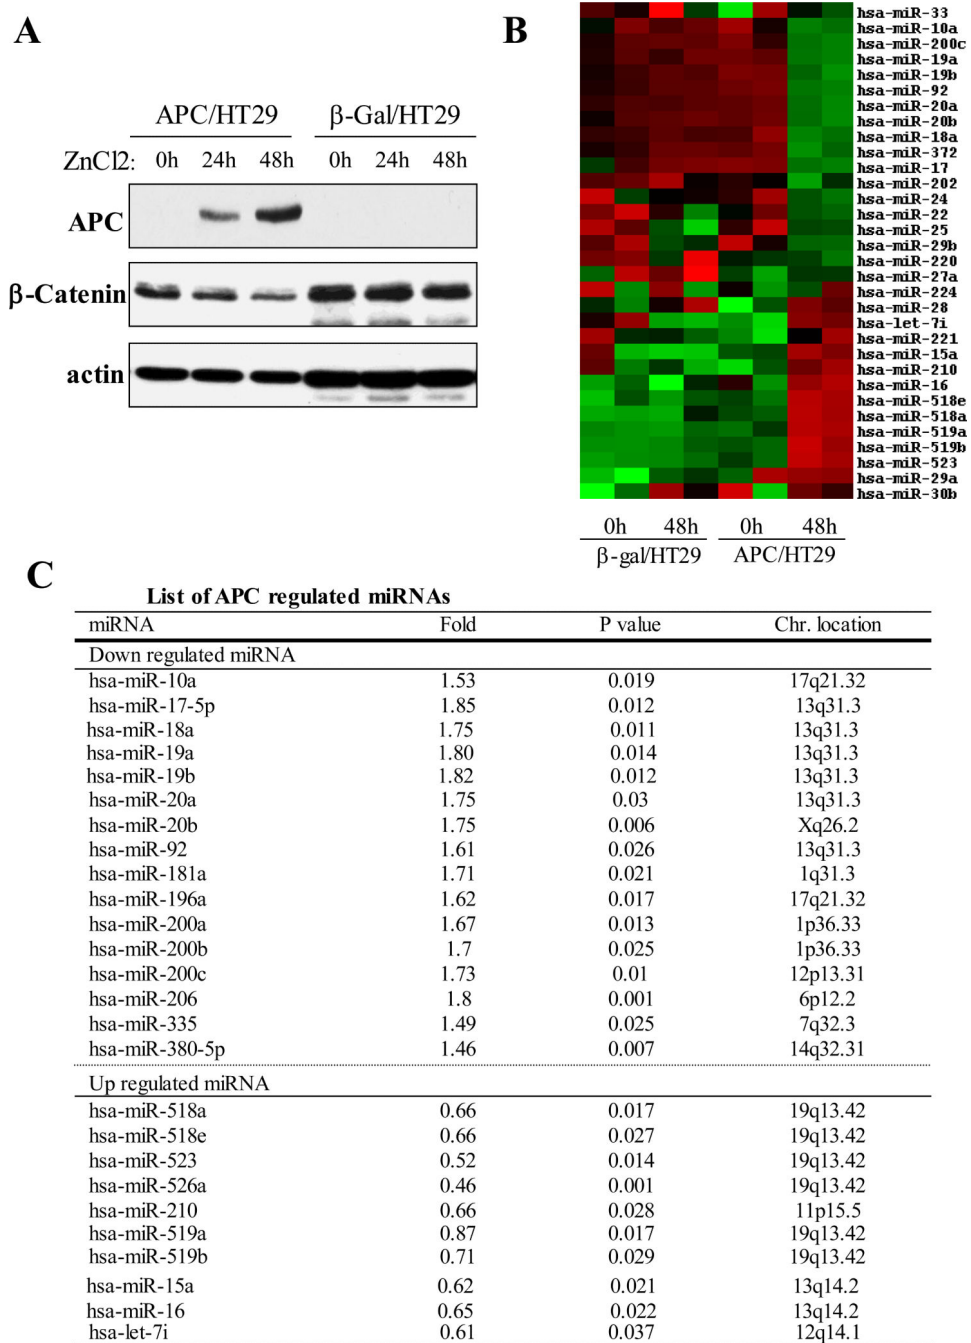 A
APC/HT29 β-Gal/HT29
ZnCl2: 0h 24h 48h 0h 24h 48h
APC
β-Catenin
actin
B
hsa-miR-33
hsa-miR-10a
hsa-miR-200c
hsa-miR-19a
hsa-miR-19b
hsa-miR-92
hsa-miR-20a
hsa-miR-20b
hsa-miR-18a
hsa-miR-372
hsa-miR-17
hsa-miR-202
hsa-miR-24
hsa-miR-22
hsa-miR-25
hsa-miR-29b
hsa-miR-220
hsa-miR-27a
hsa-miR-224
hsa-miR-28
hsa-let-7i
hsa-miR-221
hsa-miR-15a
hsa-miR-210
hsa-miR-16
hsa-miR-518e
hsa-miR-518a
hsa-miR-519a
hsa-miR-519b
hsa-miR-523
hsa-miR-29a
hsa-miR-30b
0h 48h 0h 48h
β-gal/HT29 APC/HT29
C
List of APC regulated miRNAs
miRNA Fold P value Chr. location
Down regulated miRNA
hsa-miR-10a 1.53 0.019 17q21.32
hsa-miR-17-5p 1.85 0.012 13q31.3
hsa-miR-18a 1.75 0.011 13q31.3
hsa-miR-19a 1.80 0.014 13q31.3
hsa-miR-19b 1.82 0.012 13q31.3
hsa-miR-20a 1.75 0.03 13q31.3
hsa-miR-20b 1.75 0.006 Xq26.2
hsa-miR-92 1.61 0.026 13q31.3
hsa-miR-181a 1.71 0.021 1q31.3
hsa-miR-196a 1.62 0.017 17q21.32
hsa-miR-200a 1.67 0.013 1p36.33
hsa-miR-200b 1.7 0.025 1p36.33
hsa-miR-200c 1.73 0.01 12p13.31
hsa-miR-206 1.8 0.001 6p12.2
hsa-miR-335 1.49 0.025 7q32.3
hsa-miR-380-5p 1.46 0.007 14q32.31
Up regulated miRNA
hsa-miR-518a 0.66 0.017 19q13.42
hsa-miR-518e 0.66 0.027 19q13.42
hsa-miR-523 0.52 0.014 19q13.42
hsa-miR-526a 0.46 0.001 19q13.42
hsa-miR-210 0.66 0.028 11p15.5
hsa-miR-519a 0.87 0.017 19q13.42
hsa-miR-519b 0.71 0.029 19q13.42
hsa-miR-15a 0.62 0.021 13q14.2
hsa-miR-16 0.65 0.022 13q14.2
hsa-let-7i 0.61 0.037 12q14.1